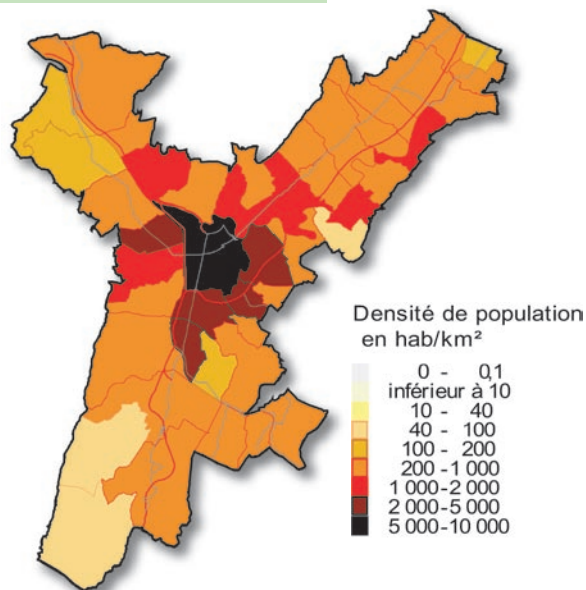 Densité de population
en hab/km²
0 - 0,1
inférieur à 10
10 - 40
40 - 100
100 - 200
200 -1 000
1 000-2 000
2 000-5 000
5 000-10 000